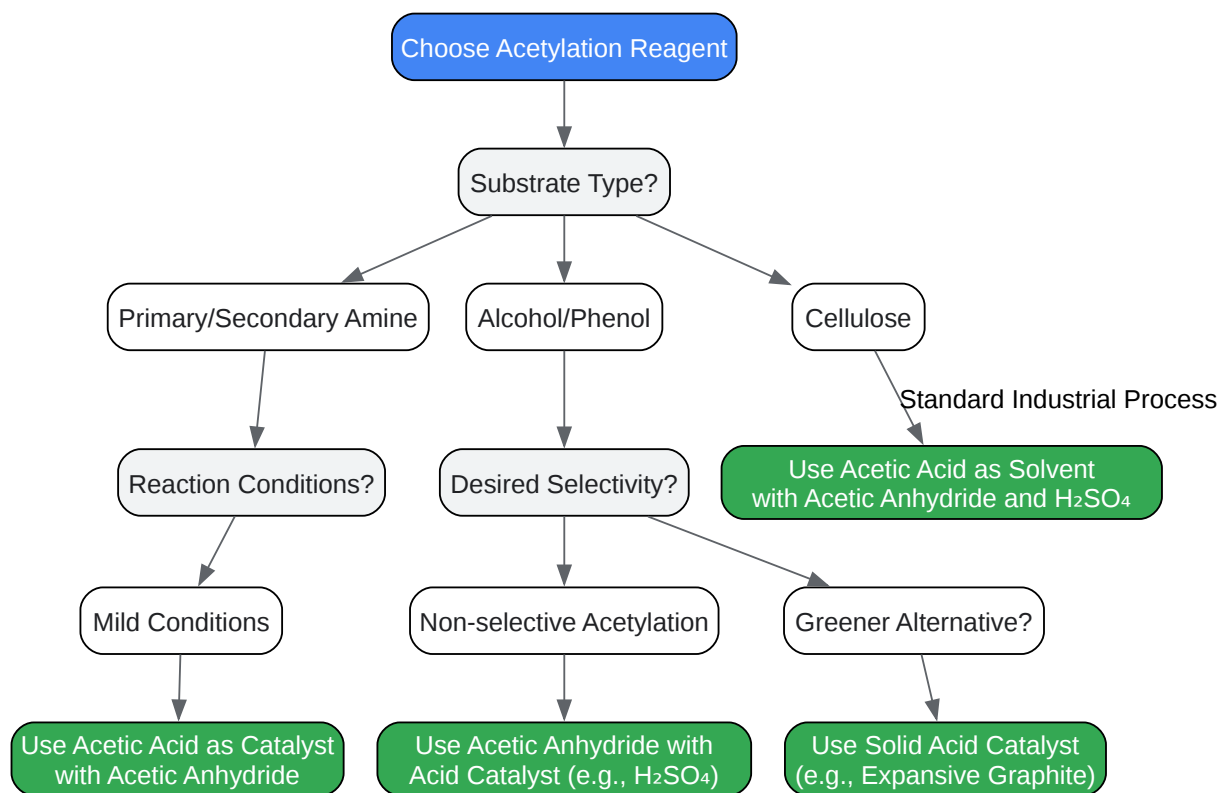 Choose Acetylation Reagent
Substrate Type?
Primary/Secondary Amine
Alcohol/Phenol
Cellulose
Standard Industrial Process
Reaction Conditions?
Desired Selectivity?
Use Acetic Acid as Solvent
with Acetic Anhydride and H₂SO₄
Mild Conditions
Non-selective Acetylation
Greener Alternative?
Use Acetic Acid as Catalyst
with Acetic Anhydride
Use Acetic Anhydride with
Acid Catalyst (e.g., H₂SO₄)
Use Solid Acid Catalyst
(e.g., Expansive Graphite)